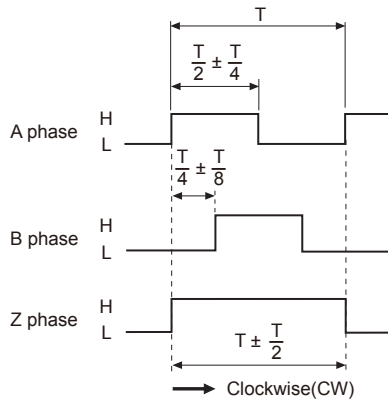 T
T/2 ± T/4
A phase H
L
T/4 ± T/8
B phase H
L
Z phase H
L
T ± T/2
Clockwise(CW)